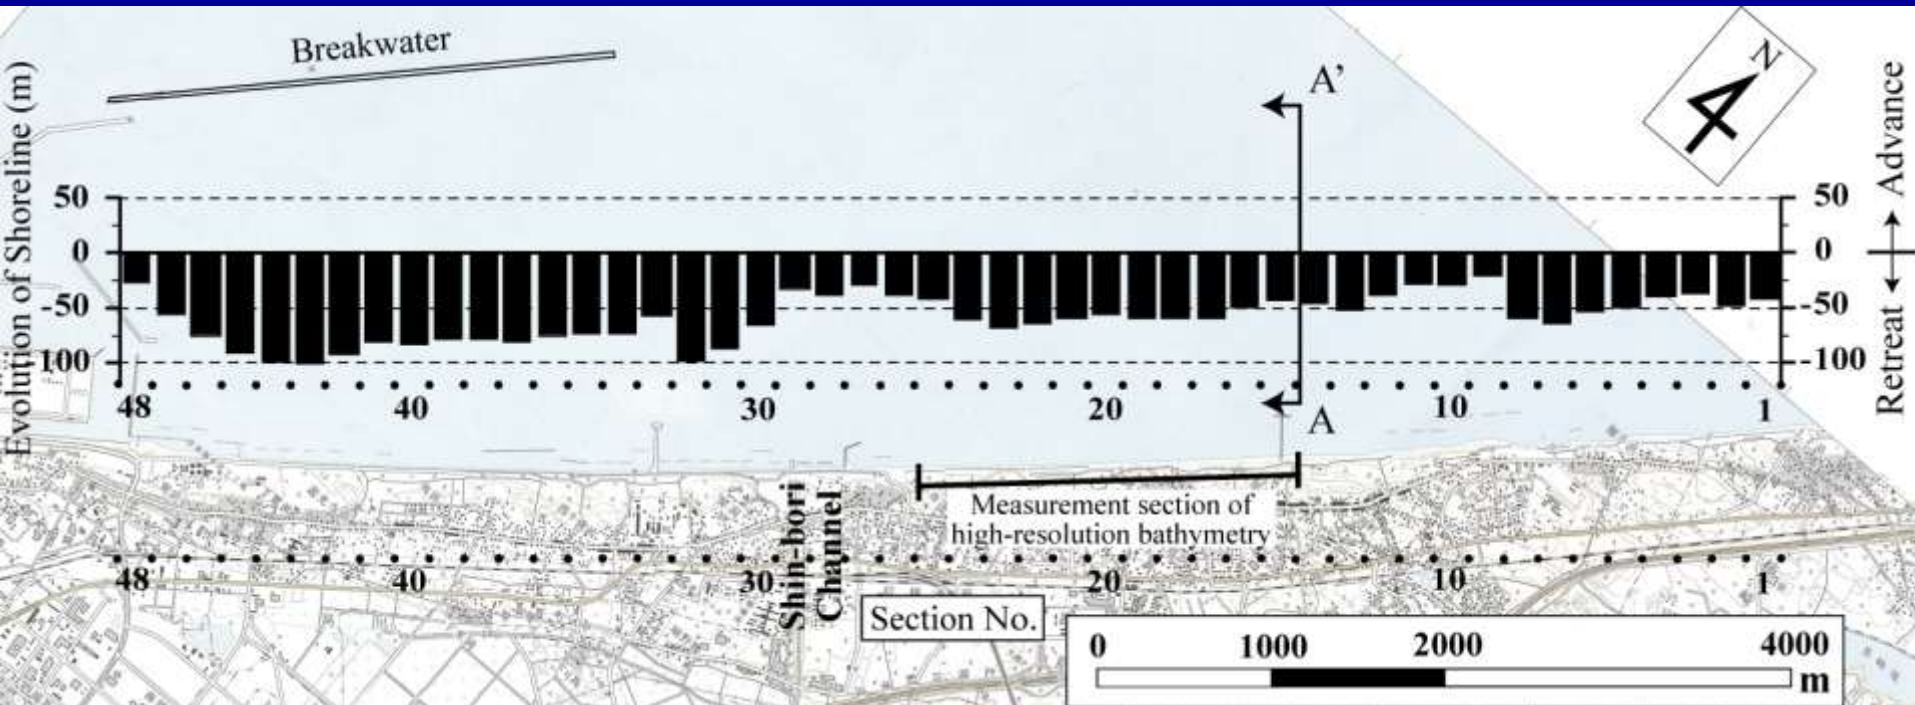 Breakwater
N
A'
Evolution of Shoreline (m)
50
0
-50
100
50
0
-50
-100
Retreat
Advance
48
40
30
20
10
1
A
Measurement section of
high-resolution bathymetry
Shin-bori
Channel
48
40
30
20
10
1
Section No.
0
1000
2000
4000
m